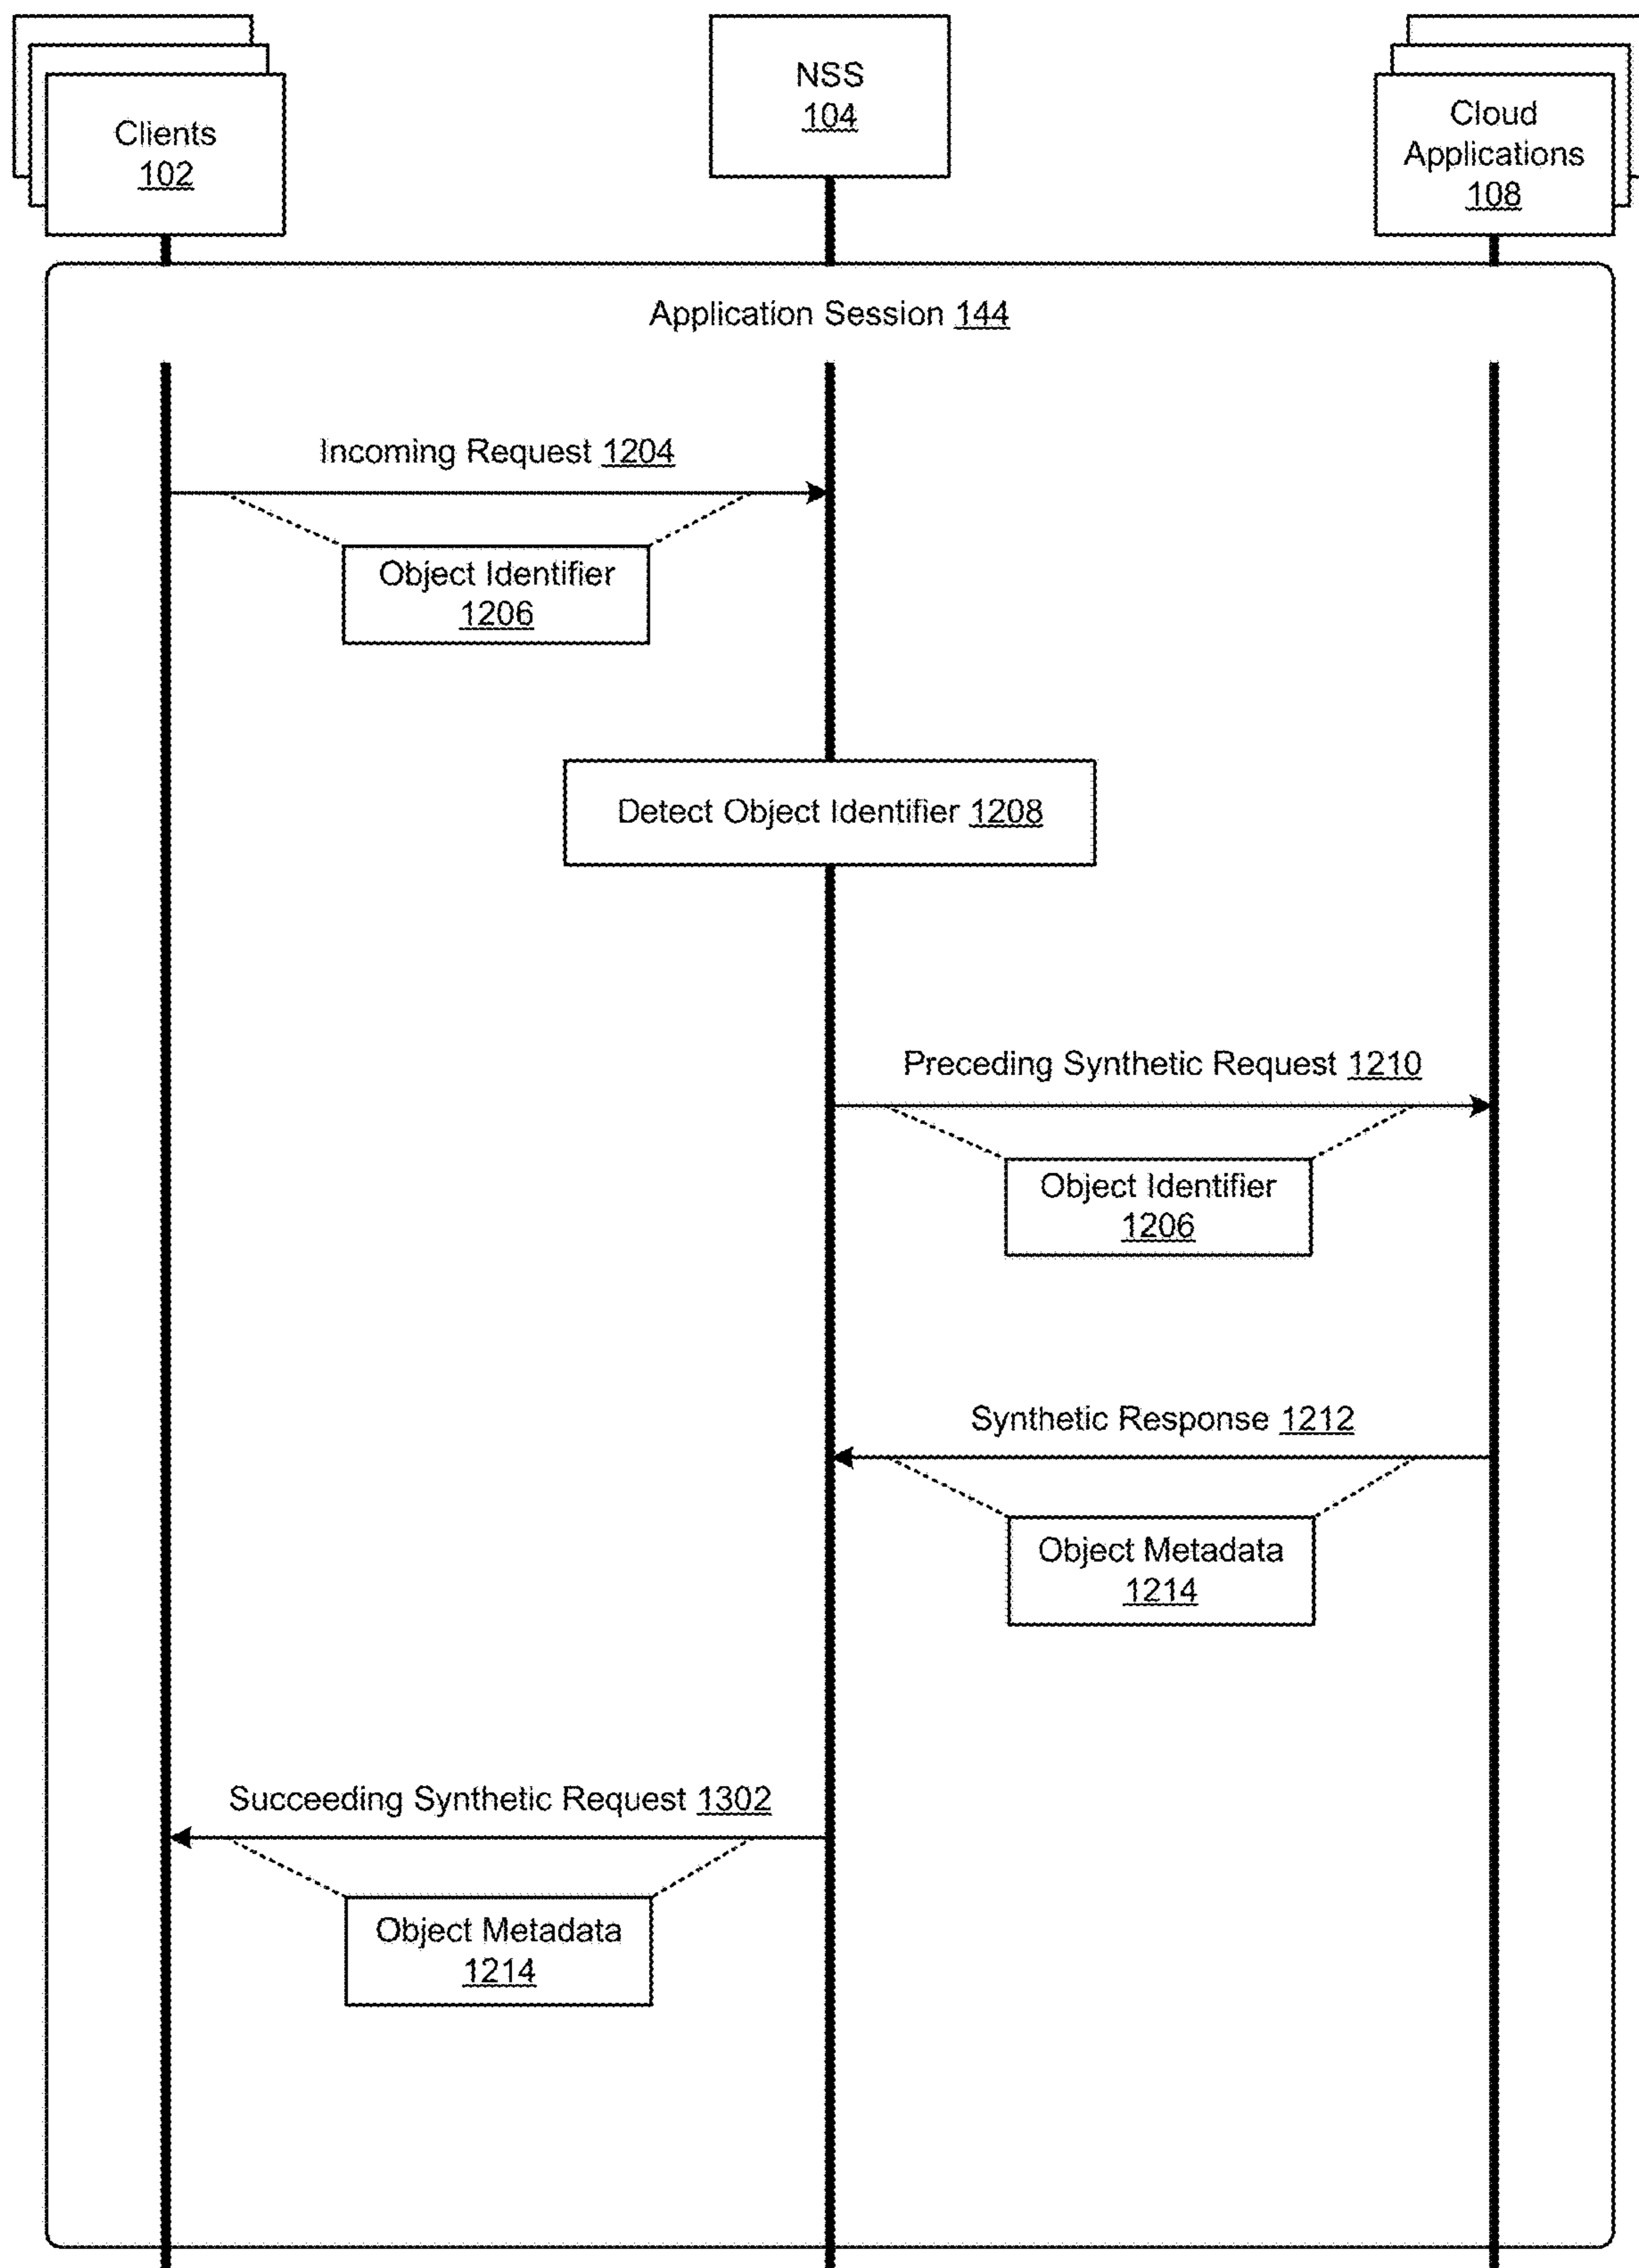 Clients
102
NSS
104
Cloud
Applications
108
Application Session 144
Incoming Request 1204
Object Identifier
1206
Detect Object Identifier 1208
Preceding Synthetic Request 1210
Object Identifier
1206
Synthetic Response 1212
Object Metadata
1214
Succeeding Synthetic Request 1302
Object Metadata
1214